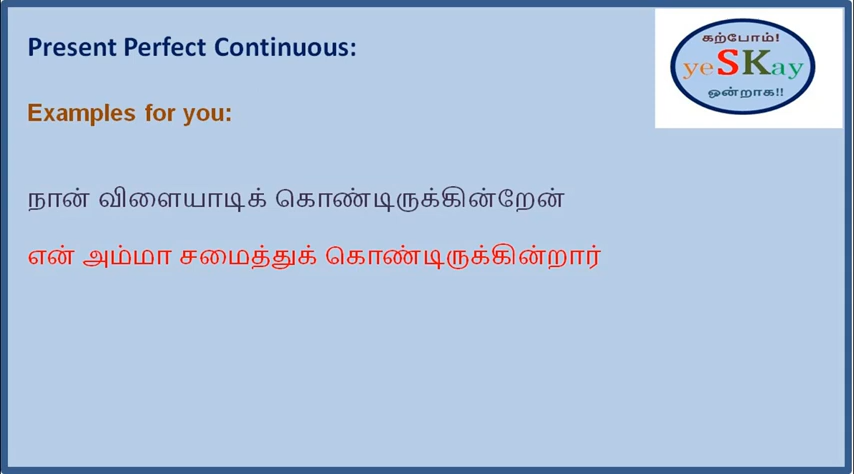 Present Perfect Continuous:
கற்போம்!
yeSKay
ஒன்றாக!!
Examples for you:
நான் விளையாடிக் கொண்டிருக்கின்றேன்
என் அம்மா சமைத்துக் கொண்டிருக்கின்றார்